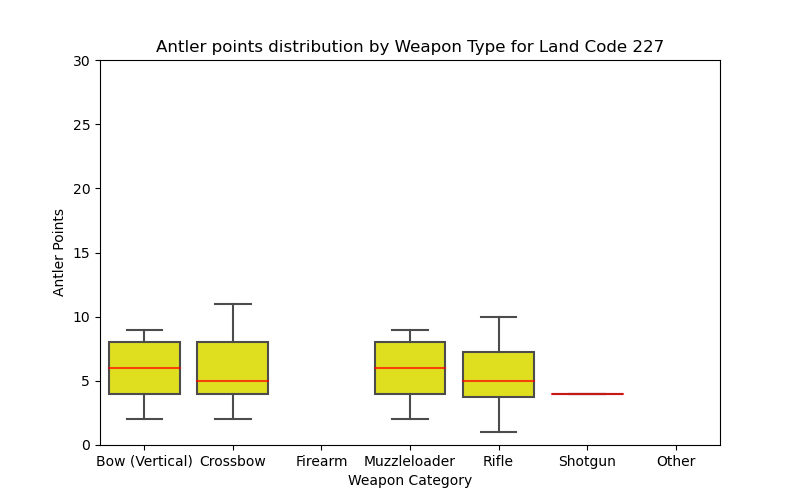 Antler points distribution by Weapon Type for Land Code 227
30
25
20
15
10
5
0
Antler Points
Bow (Vertical) Crossbow Firearm Muzzleloader Rifle Shotgun Other
Weapon Category